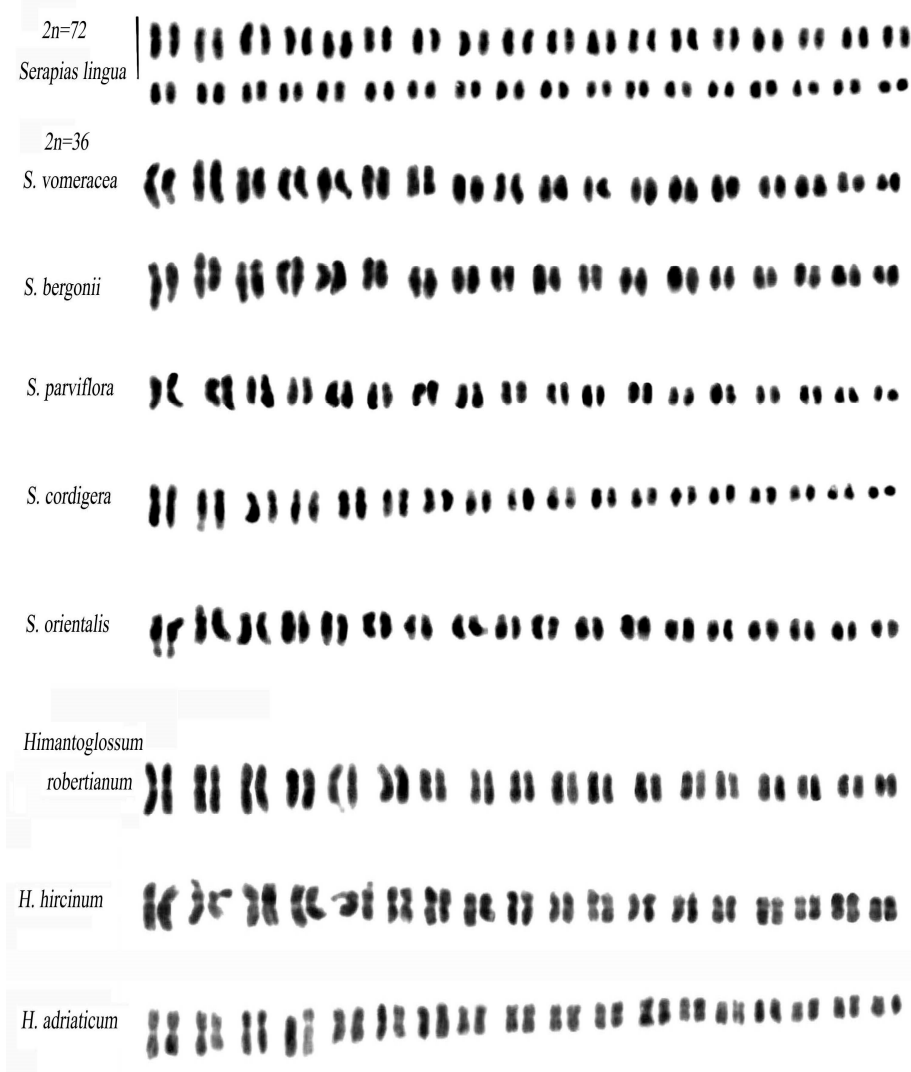 2n=72
Serapias lingua
2n=36
S. vomeracea
S. bergonii
S. parviflora
S. cordigera
S. orientalis
Himantoglossum
robertianum
H. hircinum
H. adriaticum